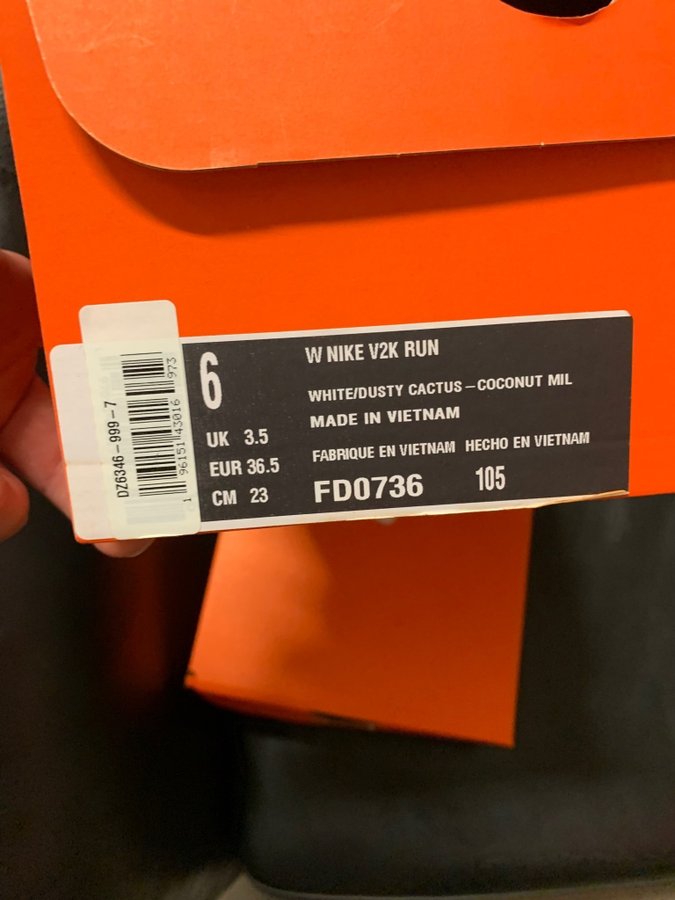 6
UK 3.5
EUR 36.5
CM 23
W NIKE V2K RUN
WHITE/DUSTY CACTUS-COCONUT MIL
MADE IN VIETNAM
FABRIQUE EN VIETNAM HECHO EN VIETNAM
FD0736 105
DZ6346-999-7
1 96151 43016 973